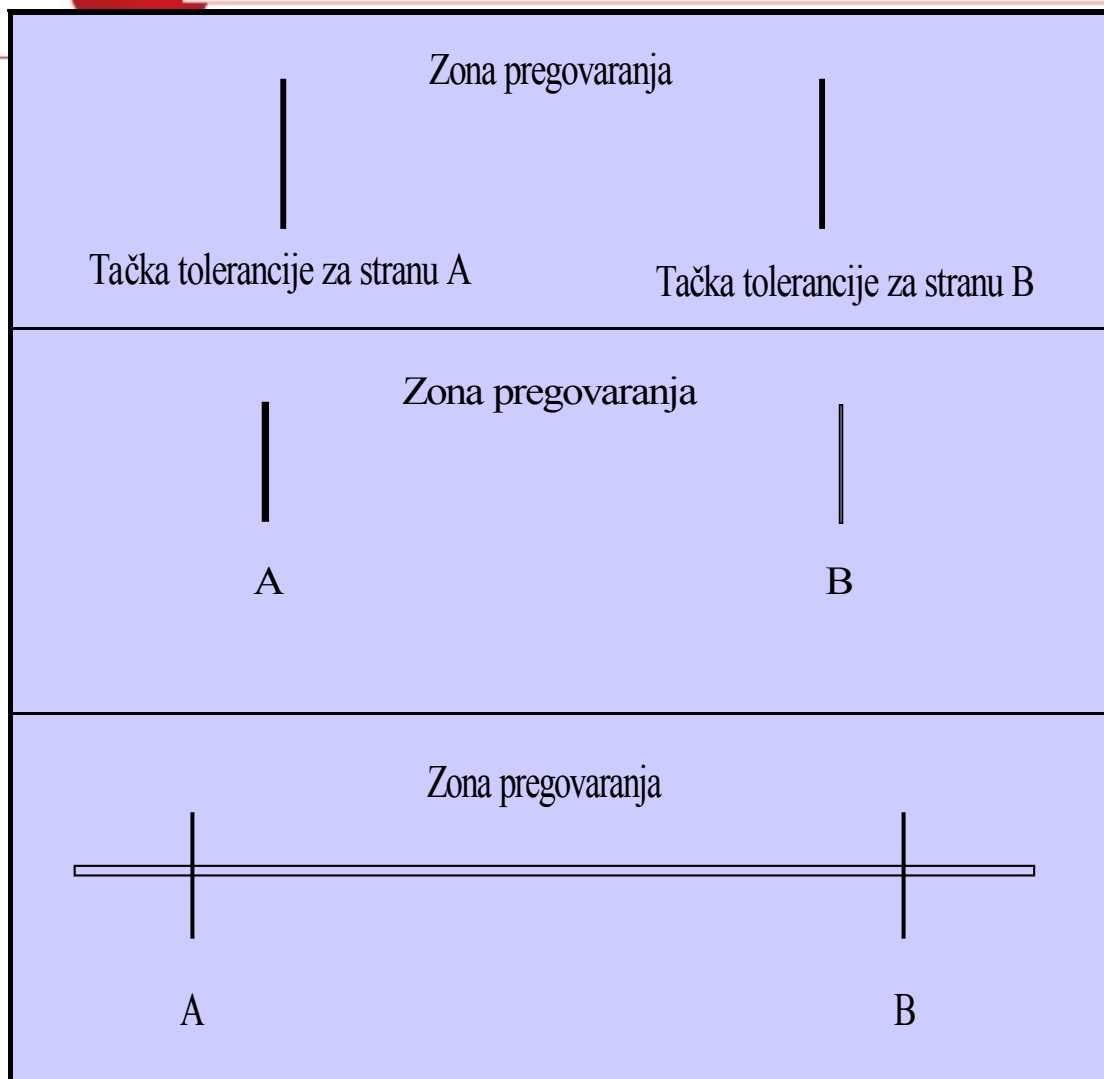 Zona pregovaranja
Tačka tolerancije za stranu A
Tačka tolerancije za stranu B
Zona pregovaranja
A
B
Zona pregovaranja
A
B